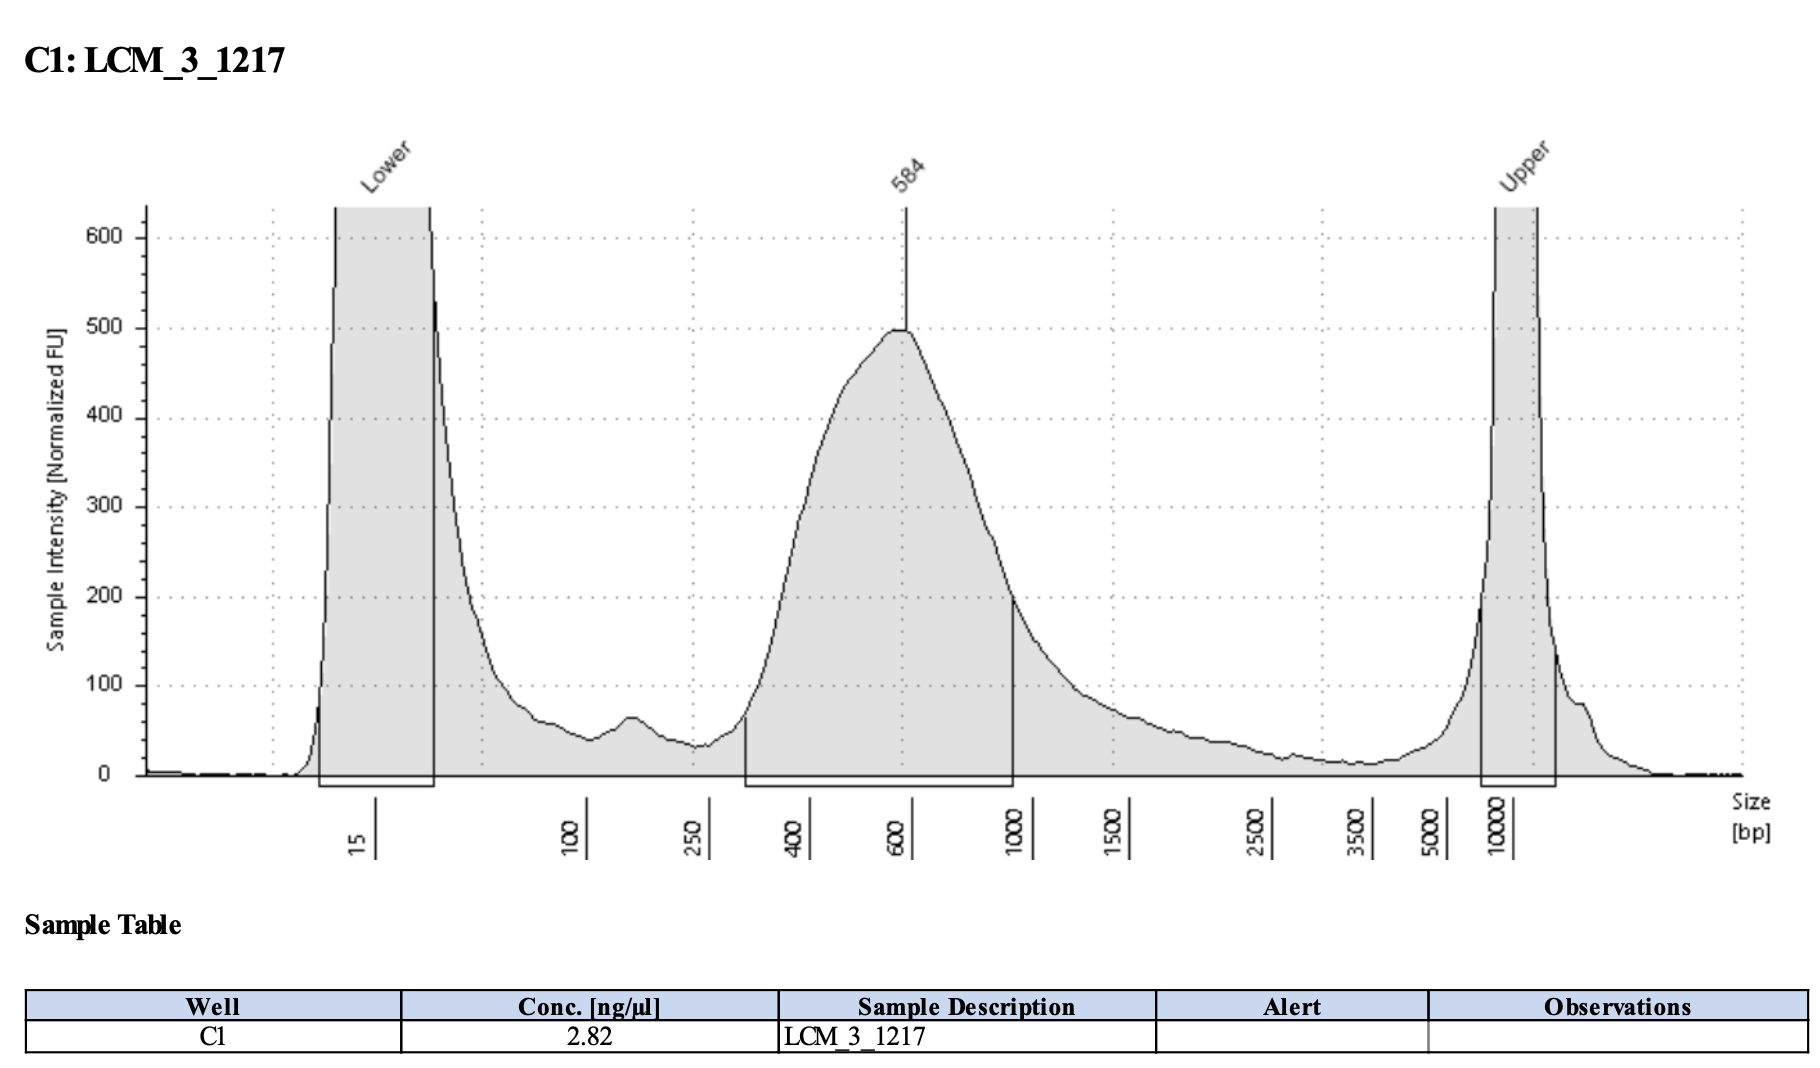 C1: LCM_3_1217
Lower
584
Upper
Sample Intensity [Normalized FU]
600
500
400
300
200
100
0
15
100
250
400
600
1000
1500
2500
3500
5000
10000
Size
[bp]
Sample Table
Well Conc. [ng/µl] Sample Description Alert Observations
C1 2.82 LCM_3_1217